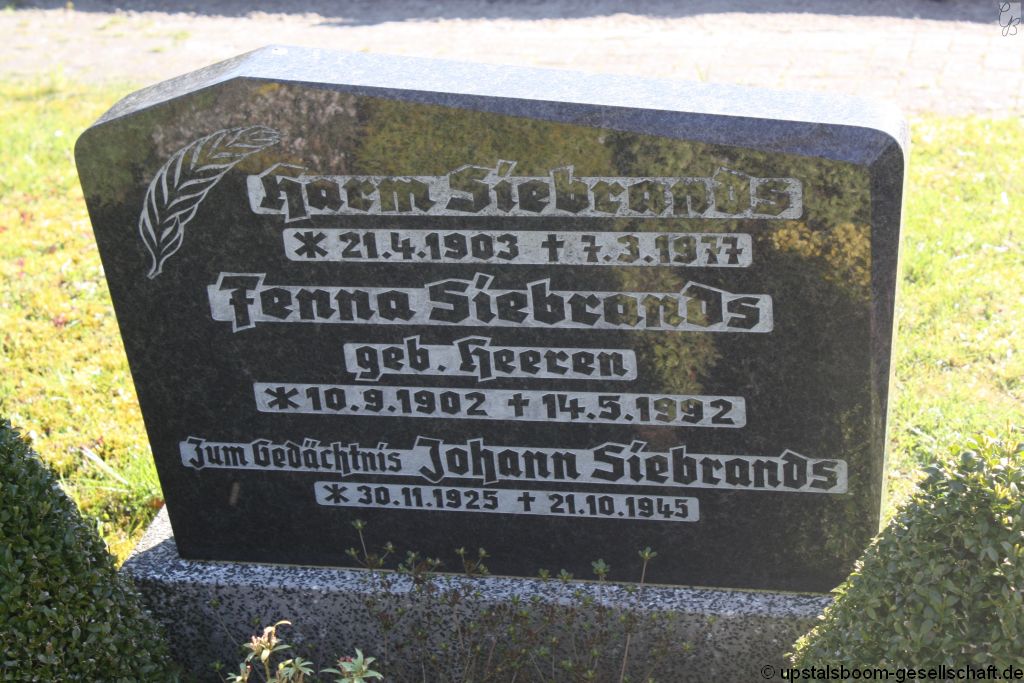 Harm Siebrands
* 21.4.1903 † 7.3.1977
Fenna Siebrands
geb. Heeren
* 10.9.1902 † 14.5.1992
Zum Gedächtnis Johann Siebrands
* 30.11.1925 † 21.10.1945
© upstalsboom-gesellschaft.de